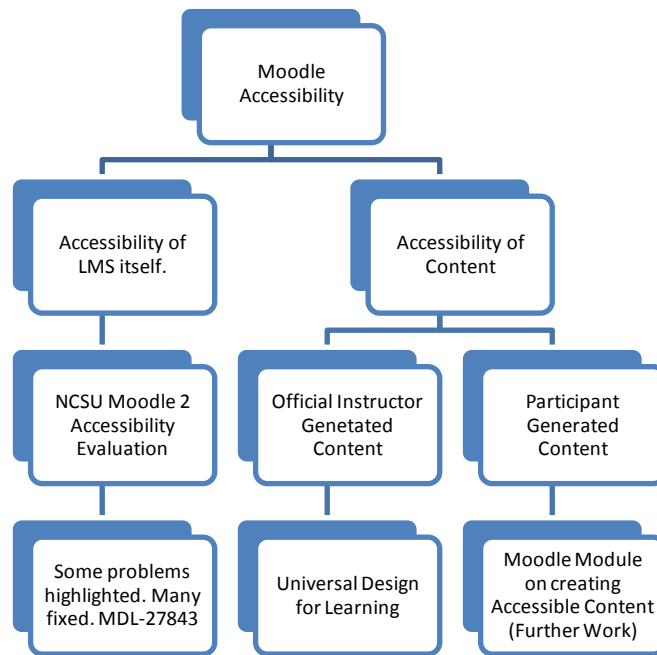 Moodle
Accessibility
Accessibility of
LMS itself.
Accessibility of
Content
NCSU Moodle 2
Accessibility
Evaluation
Official Instructor
Genetated
Content
Participant
Generated
Content
Some problems
highlighted. Many
fixed. MDL-27843
Universal Design
for Learning
Moodle Module
on creating
Accessible Content
(Further Work)